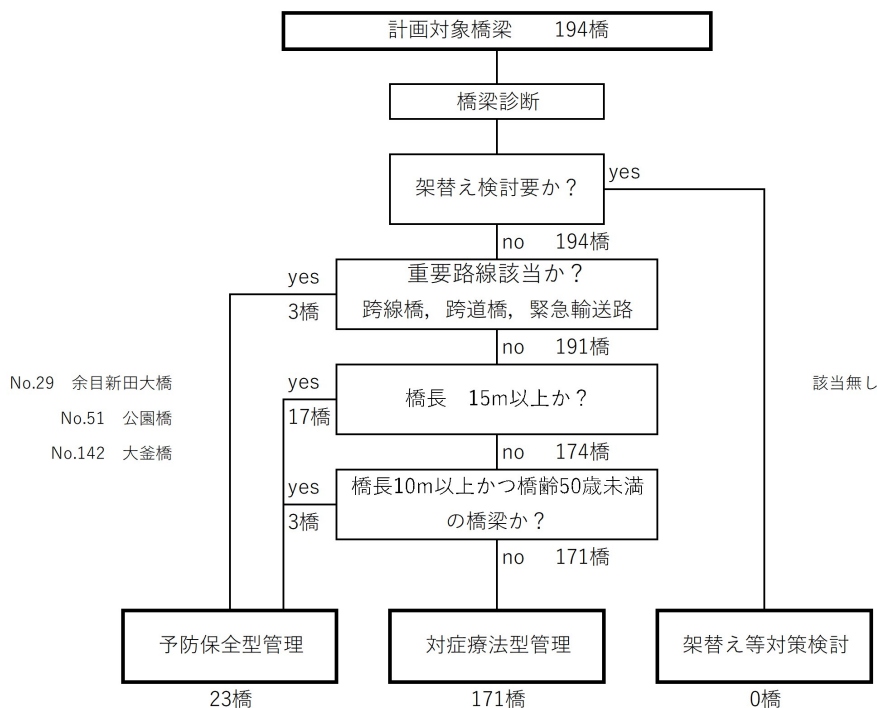 計画対象橋梁　　194橋
橋梁診断
架替え検討要か？
yes
no　194橋
重要路線該当か？
跨線橋，跨道橋，緊急輸送路
yes
3橋
no　191橋
No.29　余目新田大橋
No.51　公園橋
No.142　大釜橋
橋長　15m以上か？
yes
17橋
該当無し
no　174橋
橋長10m以上かつ橋齢50歳未満
の橋梁か？
yes
3橋
no　171橋
予防保全型管理
対症療法型管理
架替え等対策検討
23橋
171橋
0橋